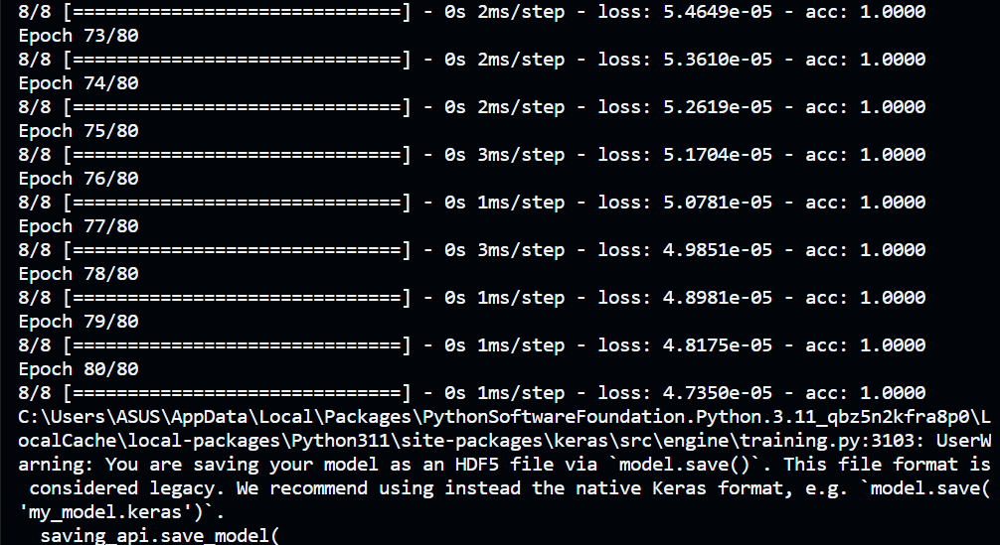 8/8 [==============================] - 0s 2ms/step - loss: 5.4649e-05 - acc: 1.0000
Epoch 73/80
8/8 [==============================] - 0s 2ms/step - loss: 5.3610e-05 - acc: 1.0000
Epoch 74/80
8/8 [==============================] - 0s 2ms/step - loss: 5.2619e-05 - acc: 1.0000
Epoch 75/80
8/8 [==============================] - 0s 3ms/step - loss: 5.1704e-05 - acc: 1.0000
Epoch 76/80
8/8 [==============================] - 0s 1ms/step - loss: 5.0781e-05 - acc: 1.0000
Epoch 77/80
8/8 [==============================] - 0s 3ms/step - loss: 4.9851e-05 - acc: 1.0000
Epoch 78/80
8/8 [==============================] - 0s 1ms/step - loss: 4.8981e-05 - acc: 1.0000
Epoch 79/80
8/8 [==============================] - 0s 1ms/step - loss: 4.8175e-05 - acc: 1.0000
Epoch 80/80
8/8 [==============================] - 0s 1ms/step - loss: 4.7350e-05 - acc: 1.0000
C:\Users\ASUS\AppData\Local\Packages\PythonSoftwareFoundation.Python.3.11_qbz5n2kfra8p0\L
ocalCache\local-packages\Python311\site-packages\keras\src\engine\training.py:3103: UserW
arning: You are saving your model as an HDF5 file via `model.save()`. This file format is
 considered legacy. We recommend using instead the native Keras format, e.g. `model.save(
'my_model.keras')`.
  saving_api.save_model(